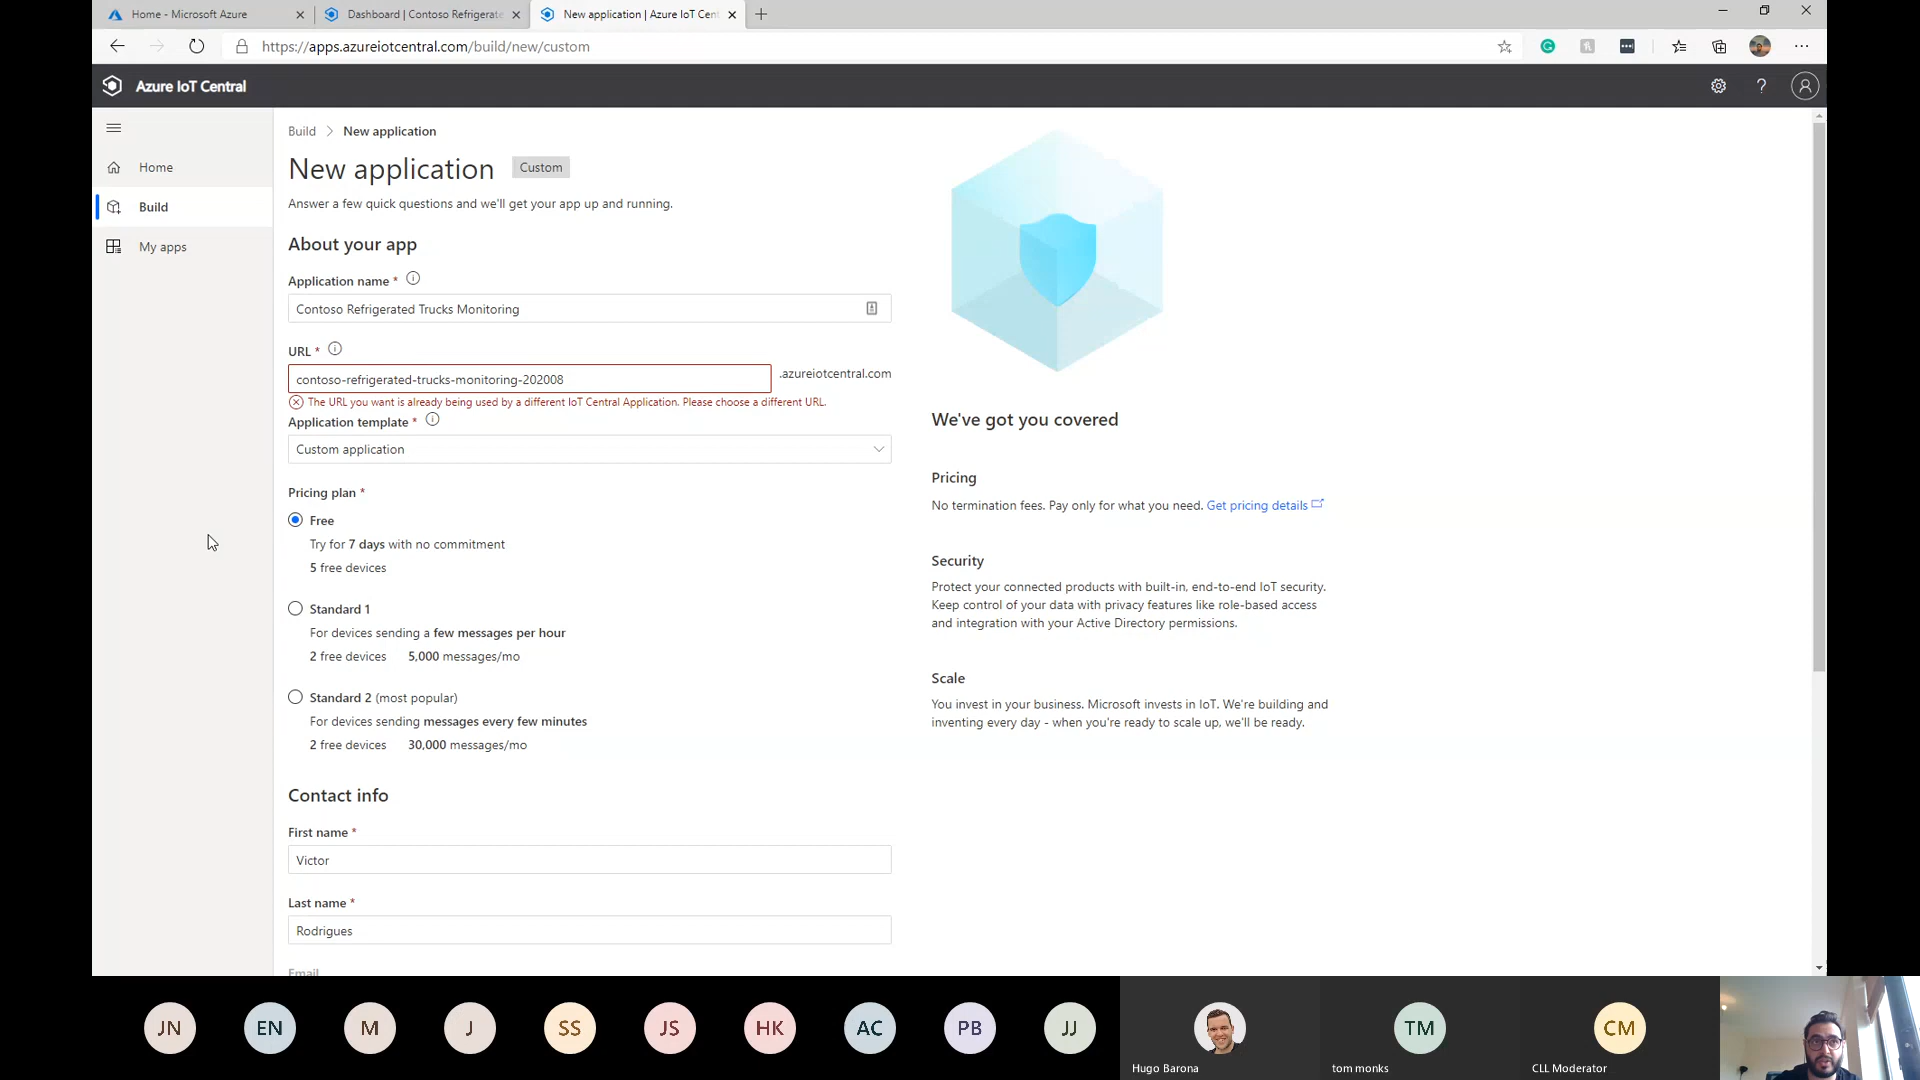 Home - Microsoft Azure
Dashboard | Contoso Refrigerate
New application | Azure IoT Cent
https://apps.azureiotcentral.com/build/new/custom
Azure IoT Central
Home
Build
My apps
Build > New application
New application Custom
Answer a few quick questions and we'll get your app up and running.
About your app
Application name *
Contoso Refrigerated Trucks Monitoring
URL *
contoso-refrigerated-trucks-monitoring-202008 .azureiotcentral.com
The URL you want is already being used by a different IoT Central Application. Please choose a different URL.
Application template *
Custom application
Pricing plan *
Free
Try for 7 days with no commitment
5 free devices
Standard 1
For devices sending a few messages per hour
2 free devices 5,000 messages/mo
Standard 2 (most popular)
For devices sending messages every few minutes
2 free devices 30,000 messages/mo
Contact info
First name *
Victor
Last name *
Rodrigues
Email
We've got you covered
Pricing
No termination fees. Pay only for what you need. Get pricing details
Security
Protect your connected products with built-in, end-to-end IoT security.
Keep control of your data with privacy features like role-based access
and integration with your Active Directory permissions.
Scale
You invest in your business. Microsoft invests in IoT. We're building and
inventing every day - when you're ready to scale up, we'll be ready.
JN EN M J SS JS HK AC PB JJ TM CM
Hugo Barona tom monks CLL Moderator